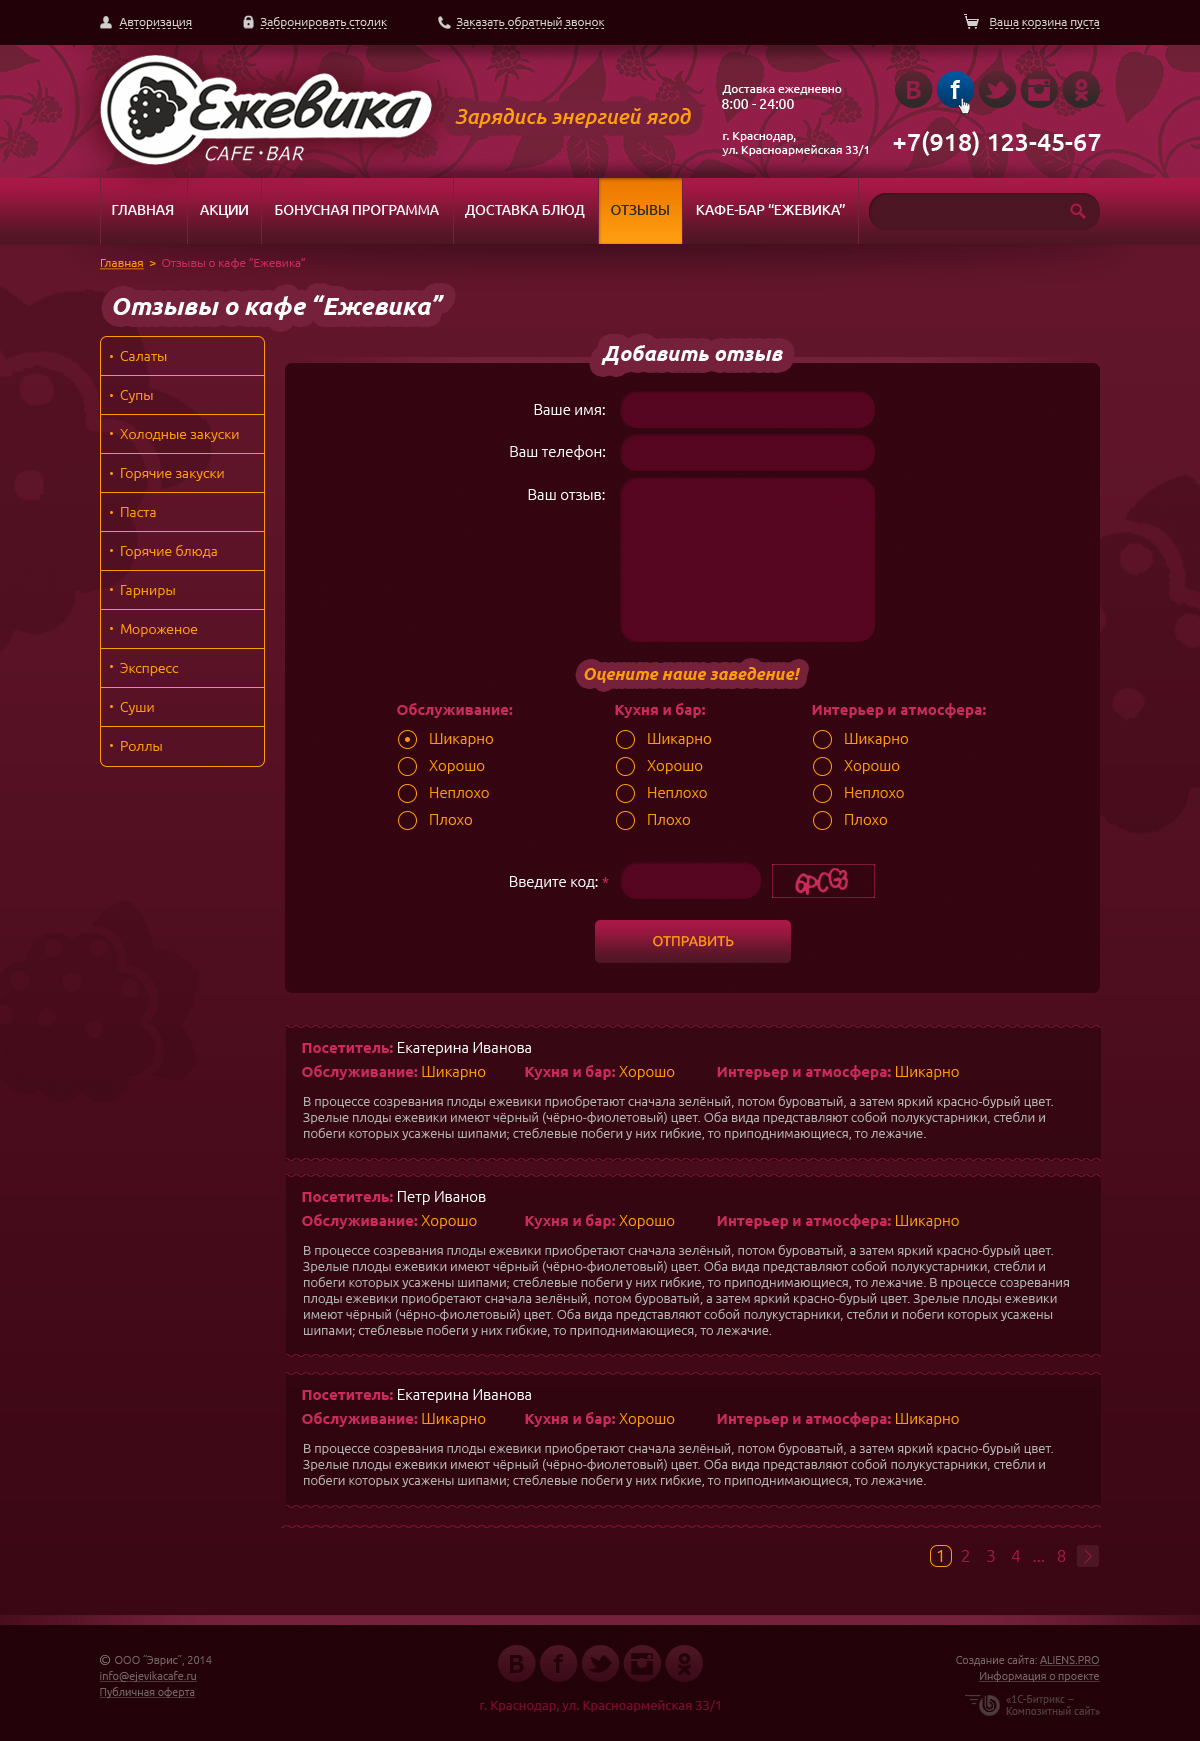 Авторизация
Забронировать столик
Заказать обратный звонок
Ваша корзина пуста
Ежевика
CAFE · BAR
Зарядись энергией ягод
Доставка ежедневно
8:00 - 24:00
г. Краснодар,
ул. Красноармейская 33/1
В f
+7(918) 123-45-67
ГЛАВНАЯ
АКЦИИ
БОНУСНАЯ ПРОГРАММА
ДОСТАВКА БЛЮД
ОТЗЫВЫ
КАФЕ-БАР “ЕЖЕВИКА”
Главная > Отзывы о кафе “Ежевика”
Отзывы о кафе “Ежевика”
• Салаты
• Супы
• Холодные закуски
• Горячие закуски
• Паста
• Горячие блюда
• Гарниры
• Мороженое
• Экспресс
• Суши
• Роллы
Добавить отзыв
Ваше имя:
Ваш телефон:
Ваш отзыв:
Оцените наше заведение!
Обслуживание: Кухня и бар: Интерьер и атмосфера:
Шикарно Шикарно Шикарно
Хорошо Хорошо Хорошо
Неплохо Неплохо Неплохо
Плохо Плохо Плохо
Введите код: *
ОТПРАВИТЬ
Посетитель: Екатерина Иванова
Обслуживание: Шикарно Кухня и бар: Хорошо Интерьер и атмосфера: Шикарно
В процессе созревания плоды ежевики приобретают сначала зелёный, потом буроватый, а затем яркий красно-бурый цвет.
Зрелые плоды ежевики имеют чёрный (чёрно-фиолетовый) цвет. Оба вида представляют собой полукустарники, стебли и
побеги которых усажены шипами; стеблевые побеги у них гибкие, то приподнимающиеся, то лежачие.
Посетитель: Петр Иванов
Обслуживание: Хорошо Кухня и бар: Хорошо Интерьер и атмосфера: Шикарно
В процессе созревания плоды ежевики приобретают сначала зелёный, потом буроватый, а затем яркий красно-бурый цвет.
Зрелые плоды ежевики имеют чёрный (чёрно-фиолетовый) цвет. Оба вида представляют собой полукустарники, стебли и
побеги которых усажены шипами; стеблевые побеги у них гибкие, то приподнимающиеся, то лежачие. В процессе созревания
плоды ежевики приобретают сначала зелёный, потом буроватый, а затем яркий красно-бурый цвет. Зрелые плоды ежевики
имеют чёрный (чёрно-фиолетовый) цвет. Оба вида представляют собой полукустарники, стебли и побеги которых усажены
шипами; стеблевые побеги у них гибкие, то приподнимающиеся, то лежачие.
Посетитель: Екатерина Иванова
Обслуживание: Шикарно Кухня и бар: Хорошо Интерьер и атмосфера: Шикарно
В процессе созревания плоды ежевики приобретают сначала зелёный, потом буроватый, а затем яркий красно-бурый цвет.
Зрелые плоды ежевики имеют чёрный (чёрно-фиолетовый) цвет. Оба вида представляют собой полукустарники, стебли и
побеги которых усажены шипами; стеблевые побеги у них гибкие, то приподнимающиеся, то лежачие.
1 2 3 4 ... 8
© ООО “Эврис”, 2014
info@ejevikacafe.ru
Публичная оферта
В f
г. Краснодар, ул. Красноармейская 33/1
Создание сайта: ALIENS.PRO
Информация о проекте
«1С-Битрикс –
Композитный сайт»